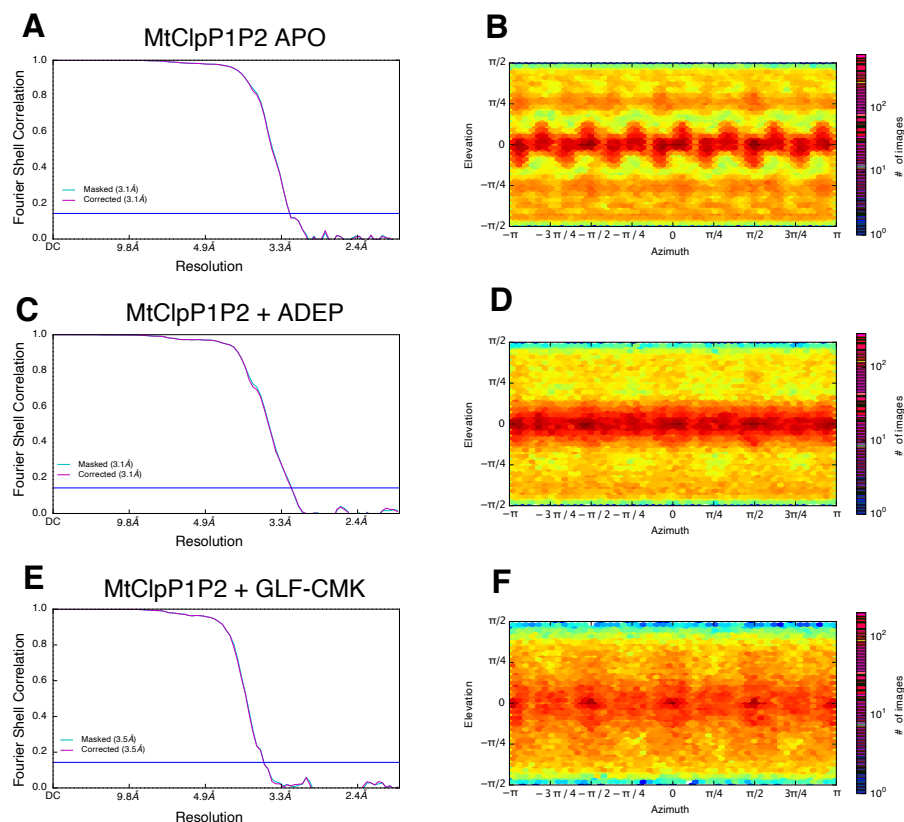 A
MtClpP1P2 APO
Fourier Shell Correlation
1.0
0.8
0.6
0.4
0.2
0.0
Masked (3.1Å)
Corrected (3.1Å)
DC 9.8Å 4.9Å 3.3Å 2.4Å
Resolution
B
Elevation
π/2
π/4
0
−π/4
−π/2
−π −3 π/4 −π/2 −π/4 0 π/4 π/2 3π/4 π
Azimuth
10²
10¹
10⁰
# of images
C
MtClpP1P2 + ADEP
Fourier Shell Correlation
1.0
0.8
0.6
0.4
0.2
0.0
Masked (3.1Å)
Corrected (3.1Å)
DC 9.8Å 4.9Å 3.3Å 2.4Å
Resolution
D
Elevation
π/2
π/4
0
−π/4
−π/2
−π −3 π/4 −π/2 −π/4 0 π/4 π/2 3π/4 π
Azimuth
10²
10¹
10⁰
# of images
E
MtClpP1P2 + GLF-CMK
Fourier Shell Correlation
1.0
0.8
0.6
0.4
0.2
0.0
Masked (3.5Å)
Corrected (3.5Å)
DC 9.8Å 4.9Å 3.3Å 2.4Å
Resolution
F
Elevation
π/2
π/4
0
−π/4
−π/2
−π −3 π/4 −π/2 −π/4 0 π/4 π/2 3π/4 π
Azimuth
10²
10¹
10⁰
# of images